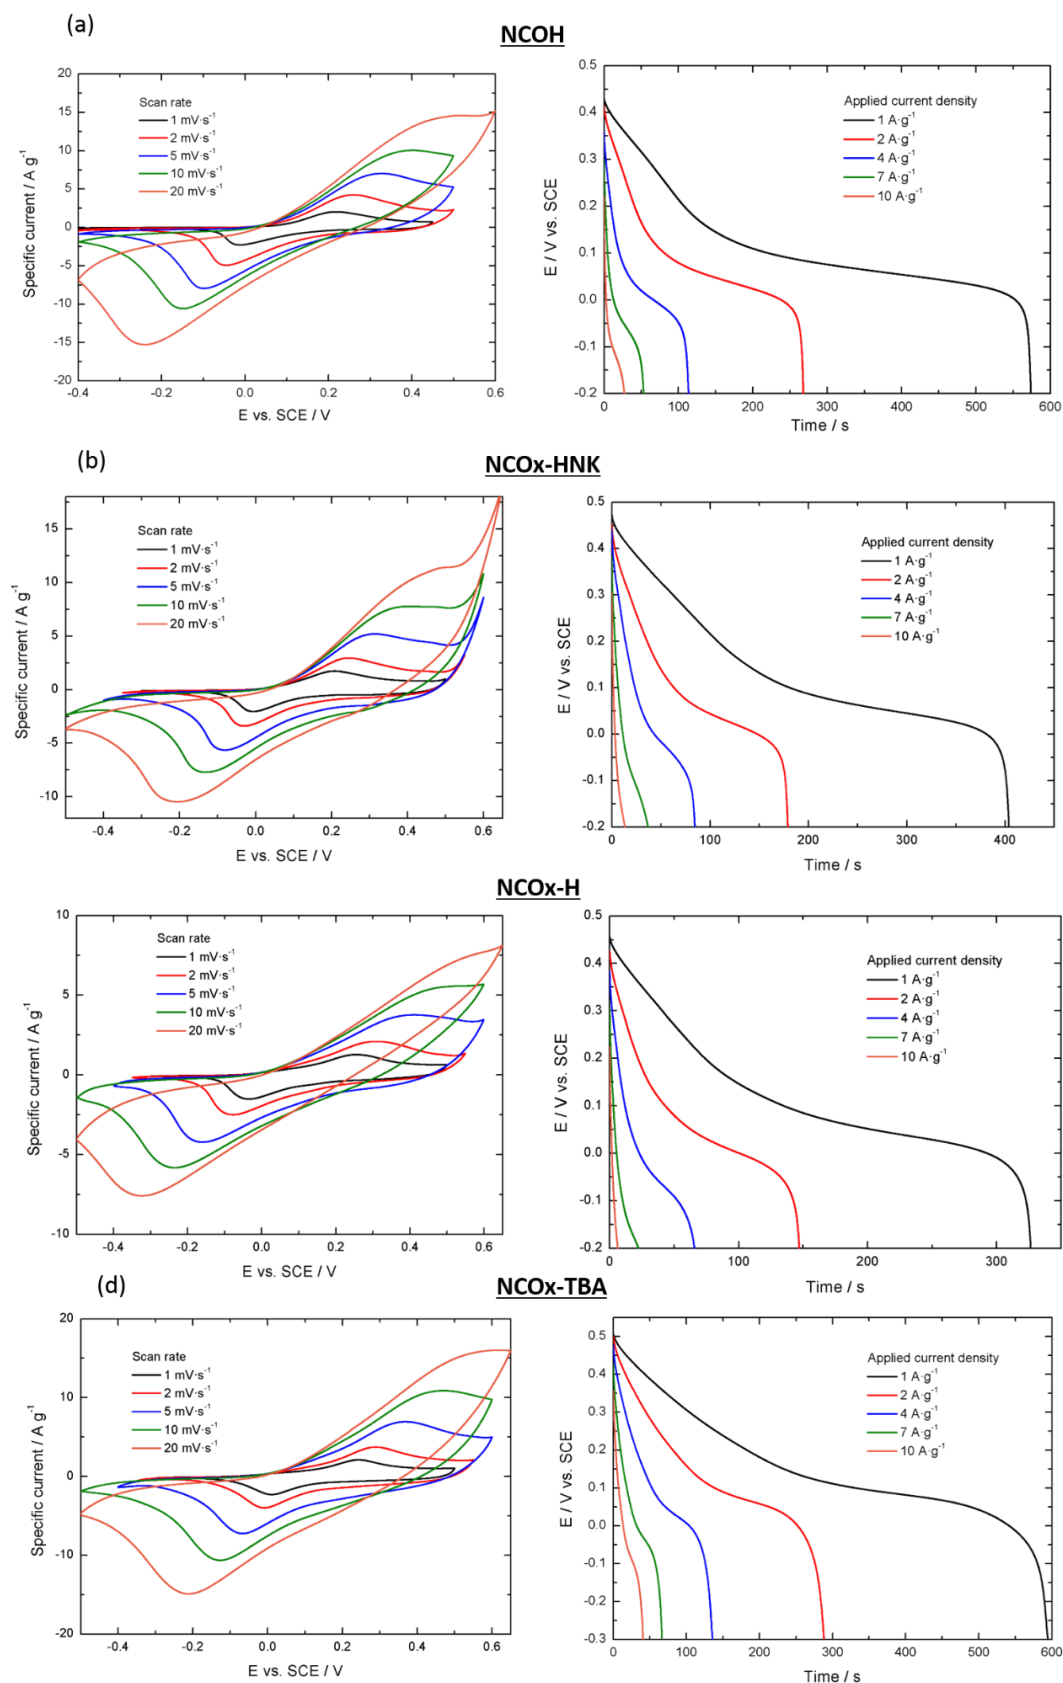 (a)
NCOH
Scan rate
1 mV·s⁻¹
2 mV·s⁻¹
5 mV·s⁻¹
10 mV·s⁻¹
20 mV·s⁻¹
20
15
10
5
0
-5
-10
-15
-20
Specific current / A g⁻¹
-0.4 -0.2 0.0 0.2 0.4 0.6
E vs. SCE / V
Applied current density
1 A·g⁻¹
2 A·g⁻¹
4 A·g⁻¹
7 A·g⁻¹
10 A·g⁻¹
0.5
0.4
0.3
0.2
0.1
0.0
-0.1
-0.2
E / V vs. SCE
0 100 200 300 400 500 600
Time / s
(b)
NCOx-HNK
Scan rate
1 mV·s⁻¹
2 mV·s⁻¹
5 mV·s⁻¹
10 mV·s⁻¹
20 mV·s⁻¹
15
10
5
0
-5
-10
Specific current / A g⁻¹
-0.4 -0.2 0.0 0.2 0.4 0.6
E vs. SCE / V
Applied current density
1 A·g⁻¹
2 A·g⁻¹
4 A·g⁻¹
7 A·g⁻¹
10 A·g⁻¹
0.5
0.4
0.3
0.2
0.1
0.0
-0.1
-0.2
E / V vs. SCE
0 100 200 300 400
Time / s
NCOx-H
Scan rate
1 mV·s⁻¹
2 mV·s⁻¹
5 mV·s⁻¹
10 mV·s⁻¹
20 mV·s⁻¹
10
5
0
-5
-10
Specific current / A g⁻¹
-0.4 -0.2 0.0 0.2 0.4 0.6
E vs. SCE / V
Applied current density
1 A·g⁻¹
2 A·g⁻¹
4 A·g⁻¹
7 A·g⁻¹
10 A·g⁻¹
0.5
0.4
0.3
0.2
0.1
0.0
-0.1
-0.2
E / V vs. SCE
0 100 200 300
Time / s
(d)
NCOx-TBA
Scan rate
1 mV·s⁻¹
2 mV·s⁻¹
5 mV·s⁻¹
10 mV·s⁻¹
20 mV·s⁻¹
20
10
0
-10
-20
Specific current / A g⁻¹
-0.4 -0.2 0.0 0.2 0.4 0.6
E vs. SCE / V
Applied current density
1 A·g⁻¹
2 A·g⁻¹
4 A·g⁻¹
7 A·g⁻¹
10 A·g⁻¹
0.5
0.4
0.3
0.2
0.1
0.0
-0.1
-0.2
-0.3
E / V vs. SCE
0 100 200 300 400 500 600
Time / s